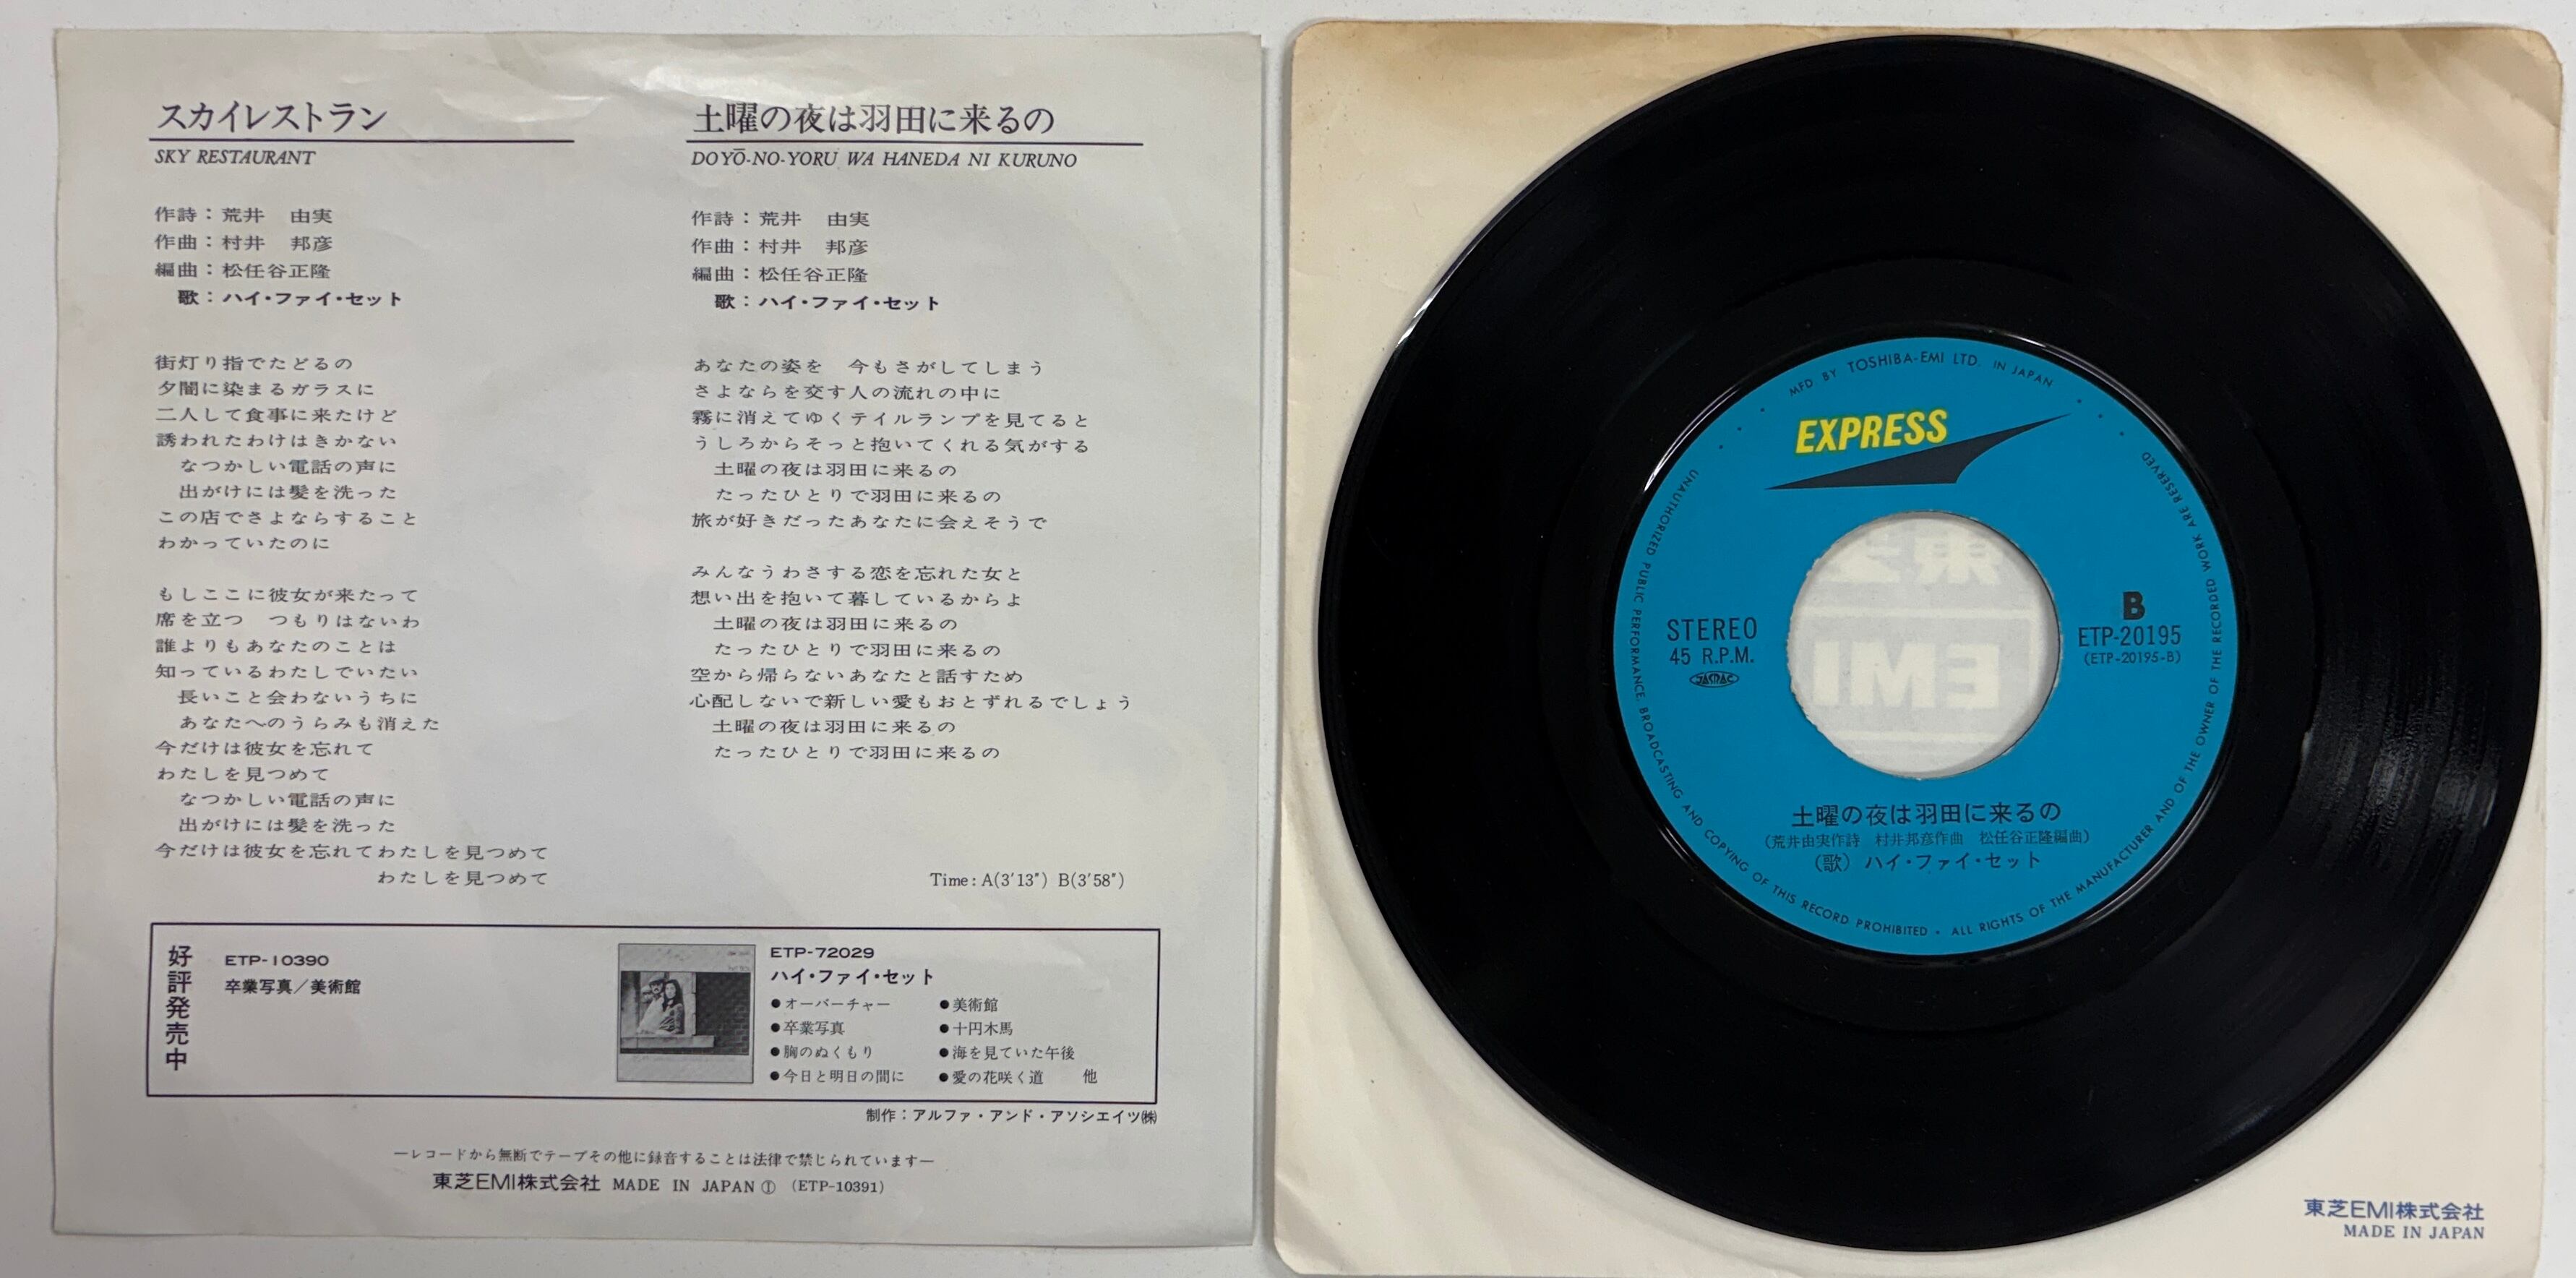 スカイレストラン
SKY RESTAURANT
作詩：荒井　由実
作曲：村井　邦彦
編曲：松任谷正隆
歌：ハイ・ファイ・セット
街灯り指でたどるの
夕闇に染まるガラスに
二人して食事に来たけど
誘われたわけはきかない
なつかしい電話の声に
出がけには髪を洗った
この店でさよならすること
わかっていたのに
もしここに彼女が来たって
席を立つ　つもりはないわ
誰よりもあなたのことは
知っているわたしでいたい
長いこと会わないうちに
あなたへのうらみも消えた
今だけは彼女を忘れて
わたしを見つめて
なつかしい電話の声に
出がけには髪を洗った
今だけは彼女を忘れてわたしを見つめて
わたしを見つめて
土曜の夜は羽田に来るの
DOYŌ-NO-YORU WA HANEDA NI KURUNO
作詩：荒井　由実
作曲：村井　邦彦
編曲：松任谷正隆
歌：ハイ・ファイ・セット
あなたの姿を　今もさがしてしまう
さよならを交す人の流れの中に
霧に消えてゆくテイルランプを見てると
うしろからそっと抱いてくれる気がする
土曜の夜は羽田に来るの
たったひとりで羽田に来るの
旅が好きだったあなたに会えそうで
みんなうわさする恋を忘れた女と
想い出を抱いて暮しているからよ
土曜の夜は羽田に来るの
たったひとりで羽田に来るの
空から帰らないあなたと話すため
心配しないで新しい愛もおとずれるでしょう
土曜の夜は羽田に来るの
たったひとりで羽田に来るの
Time : A(3′13″) B(3′58″)
好評発売中
ETP-10390
卒業写真／美術館
ETP-72029
ハイ・ファイ・セット
●オーバーチャー　●美術館
●卒業写真　●十円木馬
●胸のぬくもり　●海を見ていた午後
●今日と明日の間に　●愛の花咲く道　他
制作：アルファ・アンド・アソシエイツ㈱
―レコードから無断でテープその他に録音することは法律で禁じられています―
東芝EMI株式会社 MADE IN JAPAN Ⓣ (ETP-10391)
MFD. BY TOSHIBA-EMI LTD. IN JAPAN
EXPRESS
STEREO
45 R.P.M.
JASRAC
B
ETP-20195
(ETP-20195-B)
東芝
EMI
土曜の夜は羽田に来るの
(荒井由実作詩　村井邦彦作曲　松任谷正隆編曲)
(歌) ハイ・ファイ・セット
UNAUTHORIZED PUBLIC PERFORMANCE, BROADCASTING AND COPYING OF THIS RECORD PROHIBITED • ALL RIGHTS OF THE MANUFACTURER AND OF THE OWNER OF THE RECORDED WORK ARE RESERVED
東芝EMI株式会社
MADE IN JAPAN